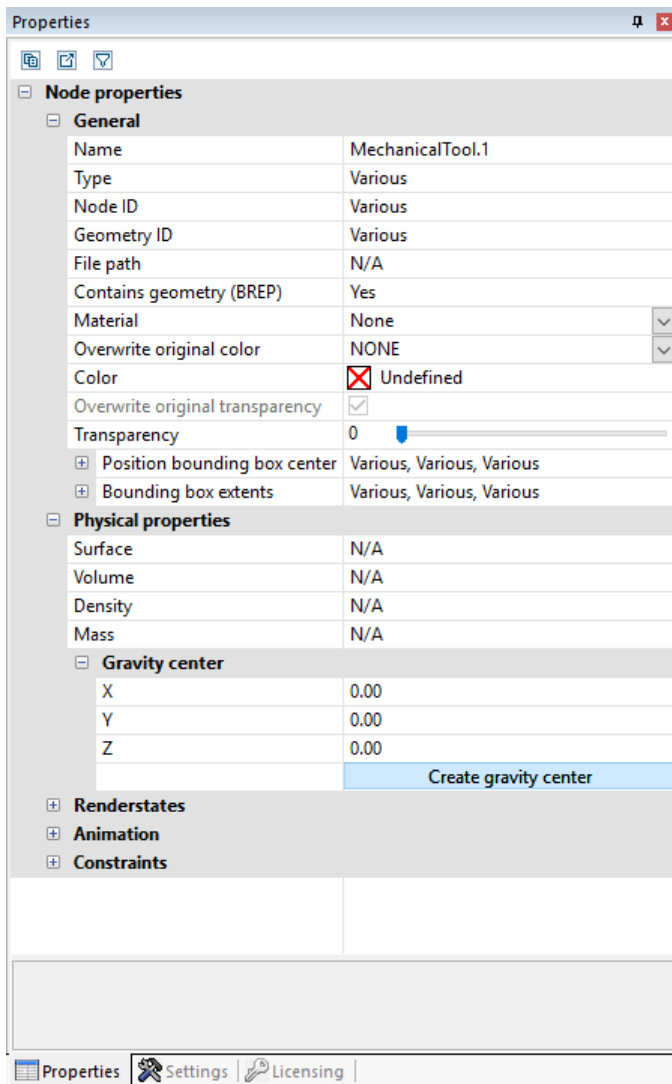 Properties
Node properties
General
Name MechanicalTool.1
Type Various
Node ID Various
Geometry ID Various
File path N/A
Contains geometry (BREP) Yes
Material None
Overwrite original color NONE
Color Undefined
Overwrite original transparency
Transparency 0
Position bounding box center Various, Various, Various
Bounding box extents Various, Various, Various
Physical properties
Surface N/A
Volume N/A
Density N/A
Mass N/A
Gravity center
X 0.00
Y 0.00
Z 0.00
Create gravity center
Renderstates
Animation
Constraints
Properties Settings Licensing